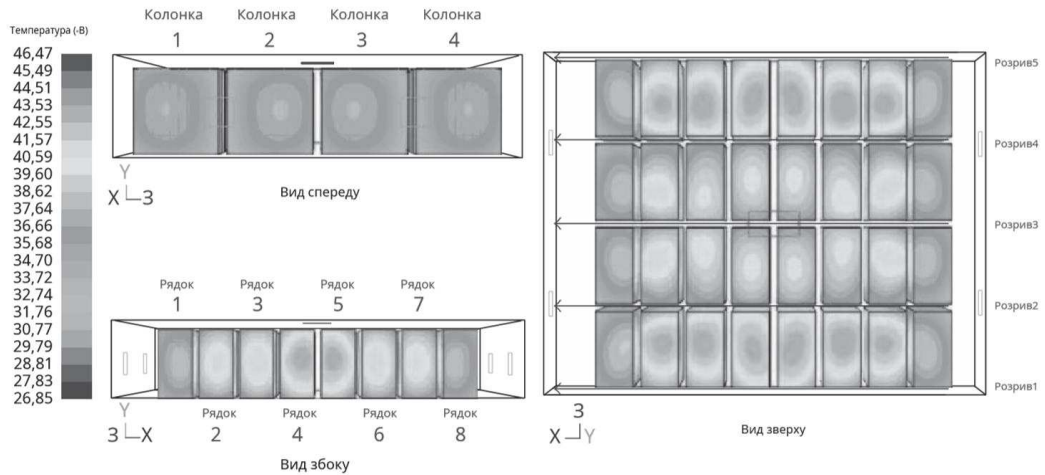 Температура (-В)
46,47
45,49
44,51
43,53
42,55
41,57
40,59
39,60
38,62
37,64
36,66
35,68
34,70
33,72
32,74
31,76
30,77
29,79
28,81
27,83
26,85
Колонка Колонка Колонка Колонка
1 2 3 4
Y
X 3
Вид спереду
Рядок Рядок Рядок Рядок
1 3 5 7
Рядок Рядок Рядок Рядок
2 4 6 8
Y
3 X
Вид збоку
Розрив5
Розрив4
Розрив3
Розрив2
Розрив1
3
X Y
Вид зверху